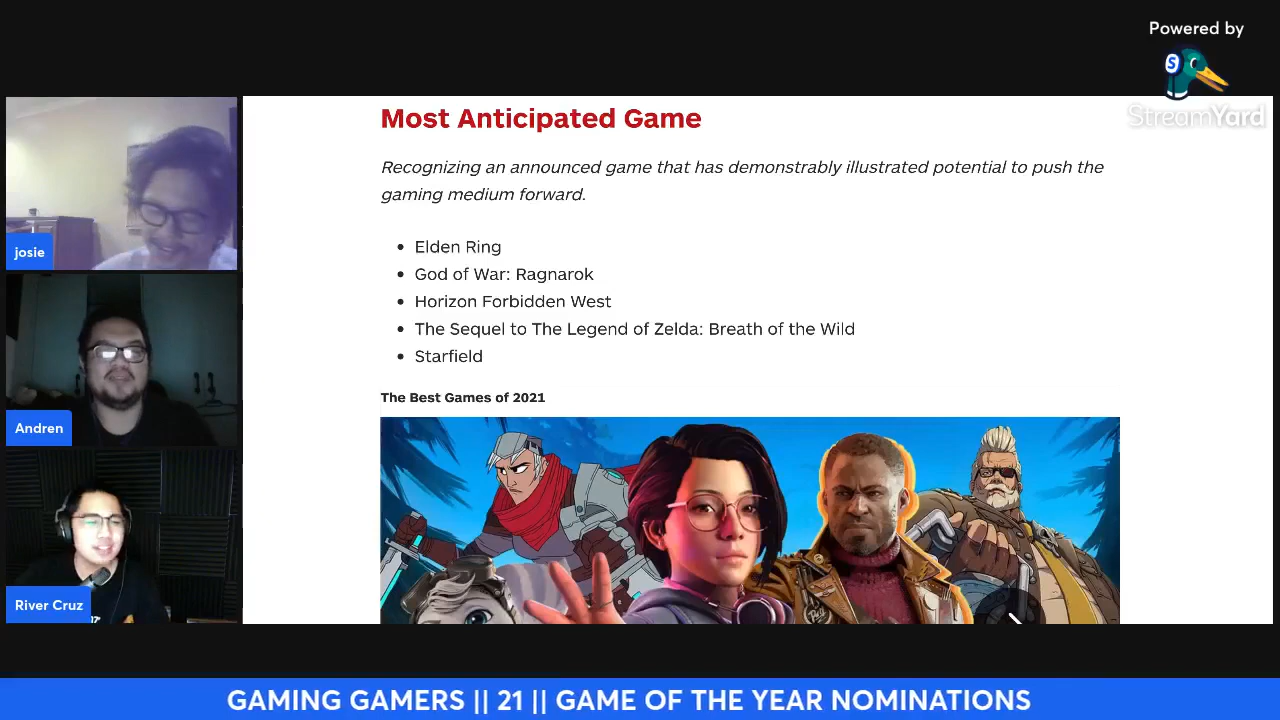 Powered by
StreamYard
Most Anticipated Game
Recognizing an announced game that has demonstrably illustrated potential to push the
gaming medium forward.
• Elden Ring
• God of War: Ragnarok
• Horizon Forbidden West
• The Sequel to The Legend of Zelda: Breath of the Wild
• Starfield
The Best Games of 2021
josie
Andren
River Cruz
GAMING GAMERS || 21 || GAME OF THE YEAR NOMINATIONS